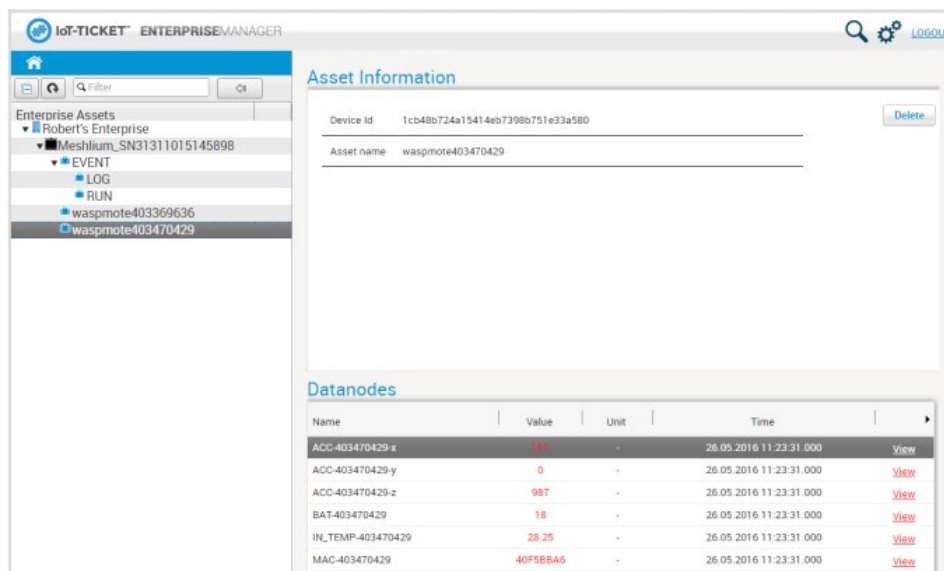 IoT-TICKET™ ENTERPRISEMANAGER
LOGOU
Filter
Enterprise Assets
Robert's Enterprise
Meshlium_SN31311015145898
EVENT
LOG
RUN
waspmote403369636
waspmote403470429
Asset Information
Device Id 1cb48b724a15414eb7398b751e33a580
Delete
Asset name waspmote403470429
Datanodes
Name Value Unit Time
ACC-403470429-x - 26.05.2016 11:23:31.000 View
ACC-403470429-y 0 - 26.05.2016 11:23:31.000 View
ACC-403470429-z 987 - 26.05.2016 11:23:31.000 View
BAT-403470429 18 - 26.05.2016 11:23:31.000 View
IN_TEMP-403470429 28.25 - 26.05.2016 11:23:31.000 View
MAC-403470429 40F5BBA6 - 26.05.2016 11:23:31.000 View